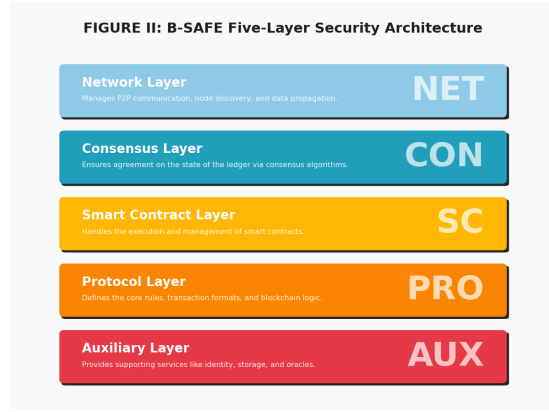 FIGURE II: B-SAFE Five-Layer Security Architecture
Network Layer
Manages P2P communication, node discovery, and data propagation.
NET
Consensus Layer
Ensures agreement on the state of the ledger via consensus algorithms.
CON
Smart Contract Layer
Handles the execution and management of smart contracts.
SC
Protocol Layer
Defines the core rules, transaction formats, and blockchain logic.
PRO
Auxiliary Layer
Provides supporting services like identity, storage, and oracles.
AUX